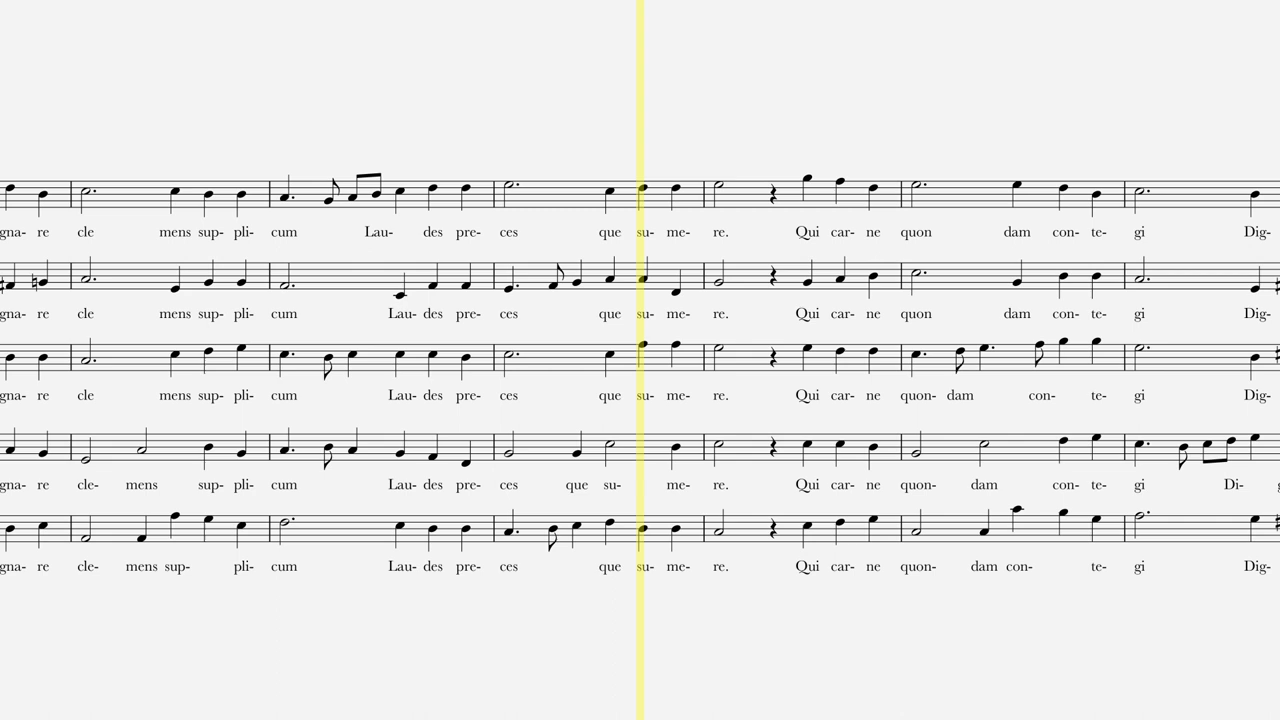 gna- re cle mens sup- pli- cum Lau- des pre- ces que su- me- re. Qui car- ne quon dam con- te- gi Dig-
gna- re cle mens sup- pli- cum Lau- des pre- ces que su- me- re. Qui car- ne quon dam con- te- gi Dig-
gna- re cle mens sup- pli- cum Lau- des pre- ces que su- me- re. Qui car- ne quon- dam con- te- gi Dig-
gna- re cle- mens sup- pli- cum Lau- des pre- ces que su- me- re. Qui car- ne quon- dam con- te- gi Di- g
gna- re cle- mens sup- pli- cum Lau- des pre- ces que su- me- re. Qui car- ne quon- dam con- te- gi Dig-